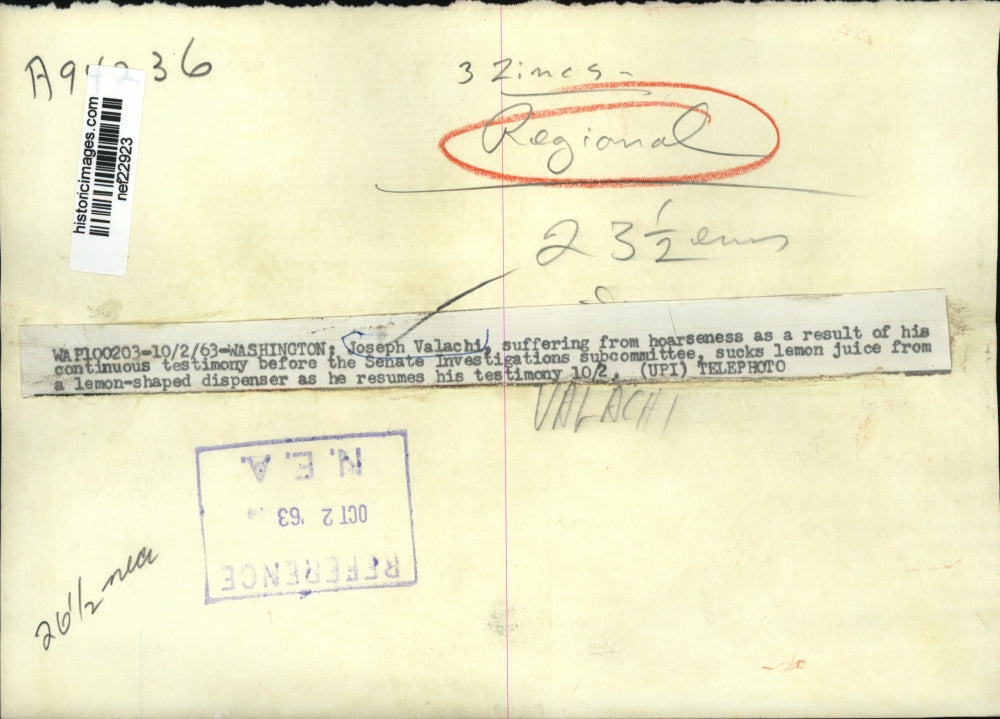 A94236
3 Zincs -
historicimages.com
nef22923
Regional
23 1/2 ems
WAP100203-10/2/63-WASHINGTON: Joseph Valachi, suffering from hoarseness as a result of his
continuous testimony before the Senate Investigations subcommittee, sucks lemon juice from
a lemon-shaped dispenser as he resumes his testimony 10/2. (UPI) TELEPHOTO
VALACHI
REFERENCE
OCT 2 '63
N.E.A.
26 1/2 nea